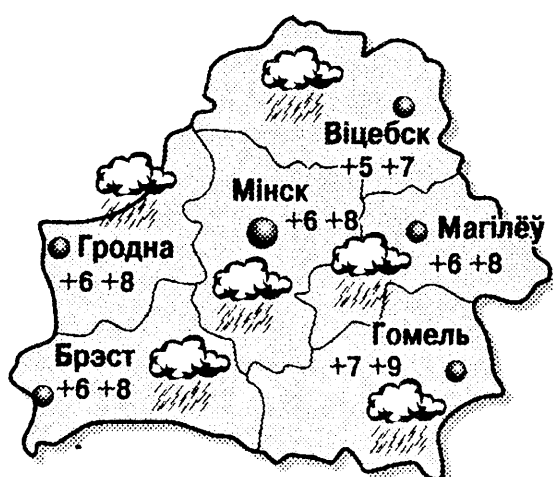 Віцебск
+5 +7
Мінск
+6 +8
Магілёў
+6 +8
Гродна
+6 +8
Гомель
+7 +9
Брэст
+6 +8